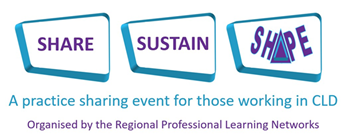 SHARE SUSTAIN SHAPE
A practice sharing event for those working in CLD
Organised by the Regional Professional Learning Networks